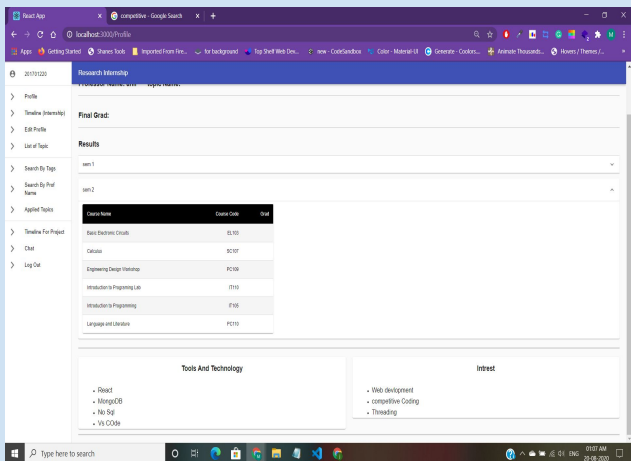 React App
competitive - Google Search
localhost:3000/Profile
Apps
Getting Started
Shares Tools
Imported From Fire...
for background
Top Shelf Web Dev...
new - CodeSandbox
Color - Material-UI
Generate - Coolors...
Animate Thousands...
Hovers / Themes /...
201701220
Research Internship
Profile
Timeline (Internship)
Edit Profile
List of Topic
Search By Tags
Search By Prof Name
Applied Topics
Timeline For Project
Chat
Log Out
Final Grad:
Results
sem 1
sem 2
Course Name Course Code Grad
Basic Electronic Circuits EL103
Calculus SC107
Engineering Design Workshop PC109
Introduction to Programing Lab IT110
Introduction to Programming IT105
Language and Literature PC110
Tools And Technology
React
MongoDB
No Sql
Vs COde
Intrest
Web devlopment
competitive Coding
Threading
Type here to search
ENG
01:07 AM
20-08-2020